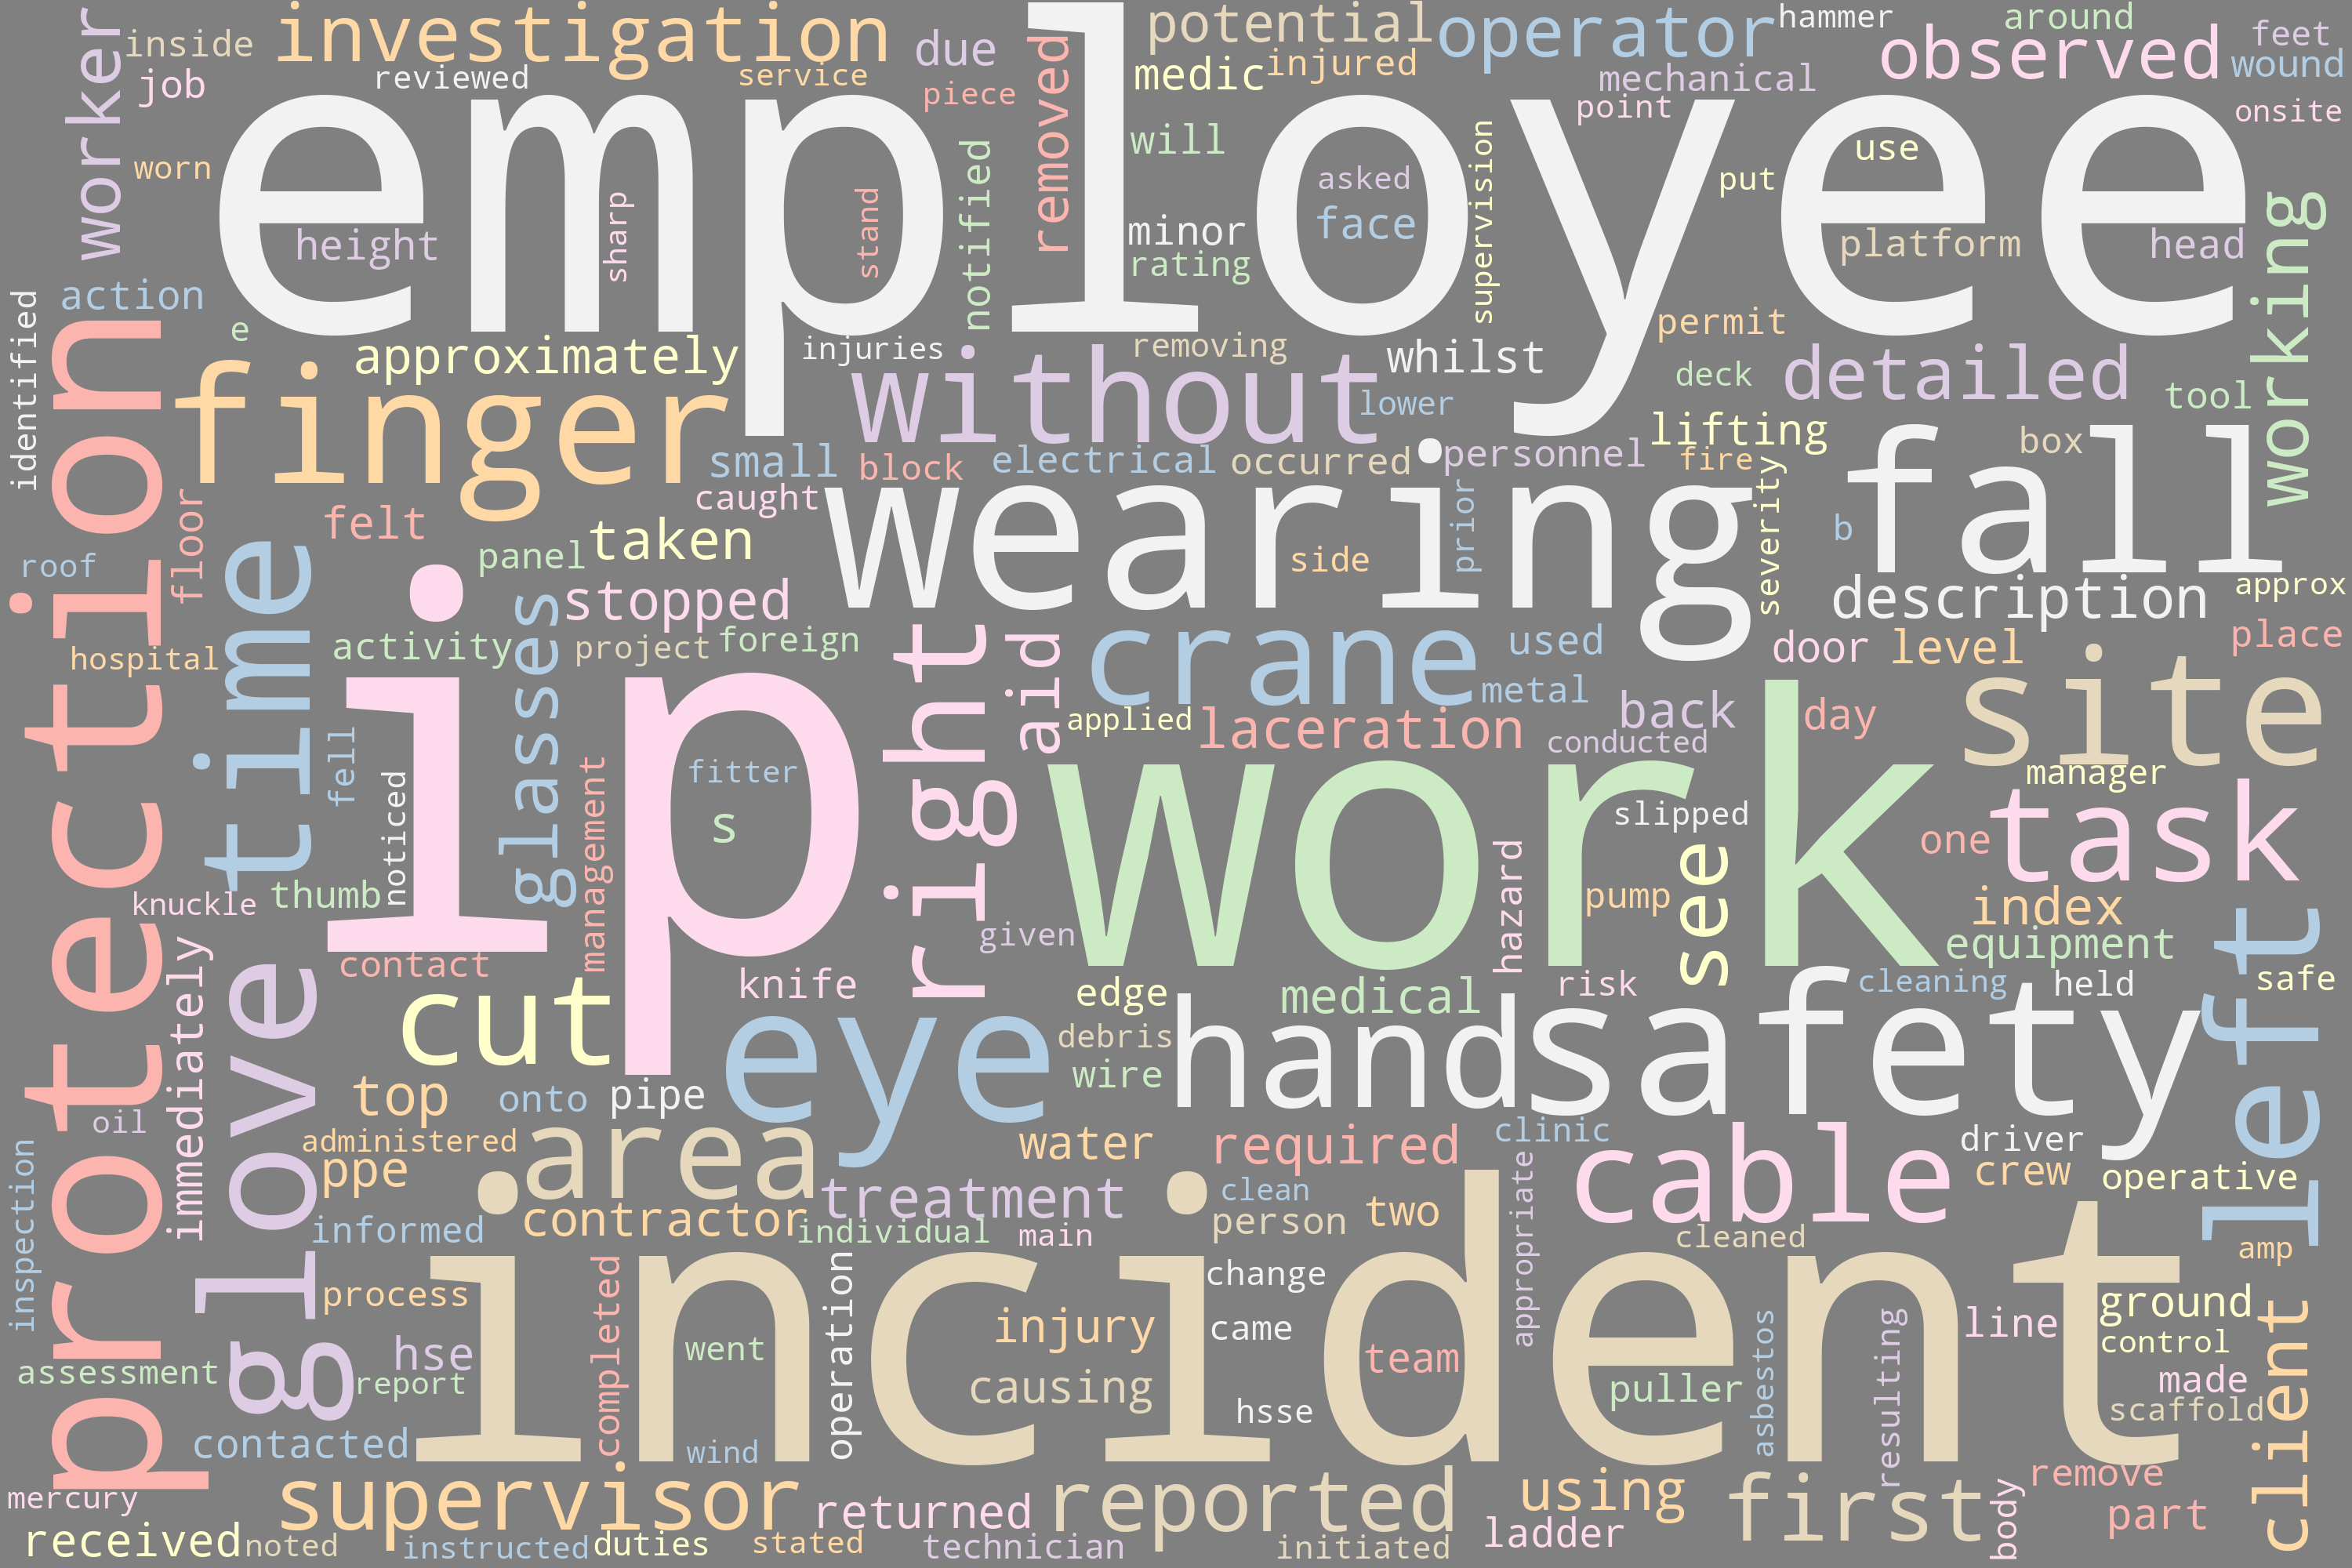 employee
ip
work
incident
wearing
fall
protection
finger
without
investigation
operator
observed
potential
hammer
around
feet
wound
onsite
mechanical
point
medic
injured
will
removed
due
piece
service
reviewed
inside
job
worker
worn
height
sharp
stand
notified
minor
rating
asked
face
supervision
put
use
platform
head
working
action
identified
e
approximately
injuries
removing
whilst
permit
deck
detailed
tool
lower
lifting
box
small
block
electrical
occurred
personnel
fire
severity
caught
felt
floor
taken
panel
roof
side
prior
b
time
stopped
glasses
description
approx
activity
project
foreign
right
aid
crane
used
door
level
place
hospital
metal
applied
laceration
back
conducted
day
site
manager
fell
noticed
management
fitter
s
slipped
task
one
hazard
pump
see
index
knuckle
thumb
equipment
given
contact
immediately
glove
cut
knife
edge
medical
risk
cleaning
held
safe
left
eye
debris
hand
safety
wire
top
onto
pipe
oil
administered
area
water
required
clinic
driver
crew
operative
cable
inspection
ppe
treatment
clean
appropriate
informed
contractor
individual
main
person
two
cleaned
amp
process
completed
operation
change
injury
came
went
team
asbestos
resulting
line
ground
control
hse
assessment
report
causing
puller
made
scaffold
client
hsse
contacted
wind
mercury
supervisor
returned
reported
using
first
body
remove
part
received
noted
instructed
duties
stated
technician
initiated
ladder